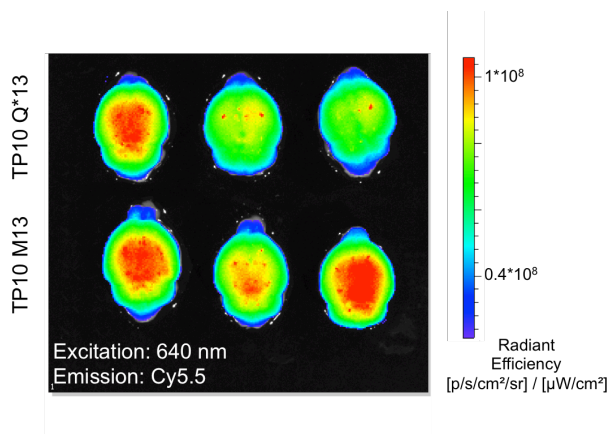 TP10 Q*13
TP10 M13
Excitation: 640 nm
Emission: Cy5.5
1
1*10⁸
0.4*10⁸
Radiant
Efficiency
[p/s/cm²/sr] / [µW/cm²]